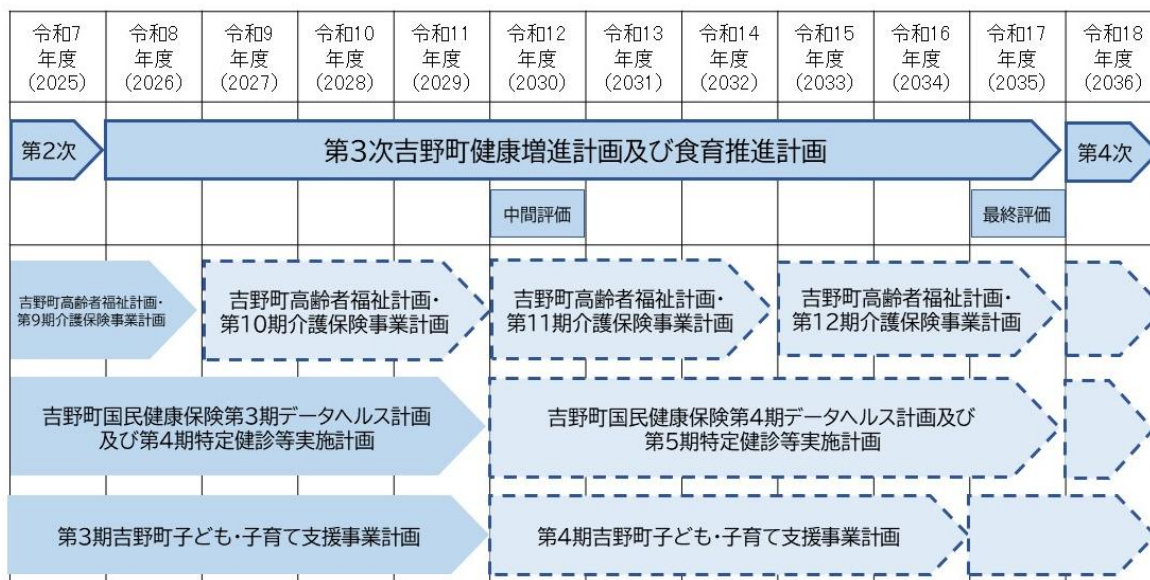 令和7
年度
(2025)
令和8
年度
(2026)
令和9
年度
(2027)
令和10
年度
(2028)
令和11
年度
(2029)
令和12
年度
(2030)
令和13
年度
(2031)
令和14
年度
(2032)
令和15
年度
(2033)
令和16
年度
(2034)
令和17
年度
(2035)
令和18
年度
(2036)
第2次
第3次吉野町健康増進計画及び食育推進計画
第4次
中間評価
最終評価
吉野町高齢者福祉計画・
第9期介護保険事業計画
吉野町高齢者福祉計画・
第10期介護保険事業計画
吉野町高齢者福祉計画・
第11期介護保険事業計画
吉野町高齢者福祉計画・
第12期介護保険事業計画
吉野町国民健康保険第3期データヘルス計画
及び第4期特定健診等実施計画
吉野町国民健康保険第4期データヘルス計画及び
第5期特定健診等実施計画
第3期吉野町子ども・子育て支援事業計画
第4期吉野町子ども・子育て支援事業計画